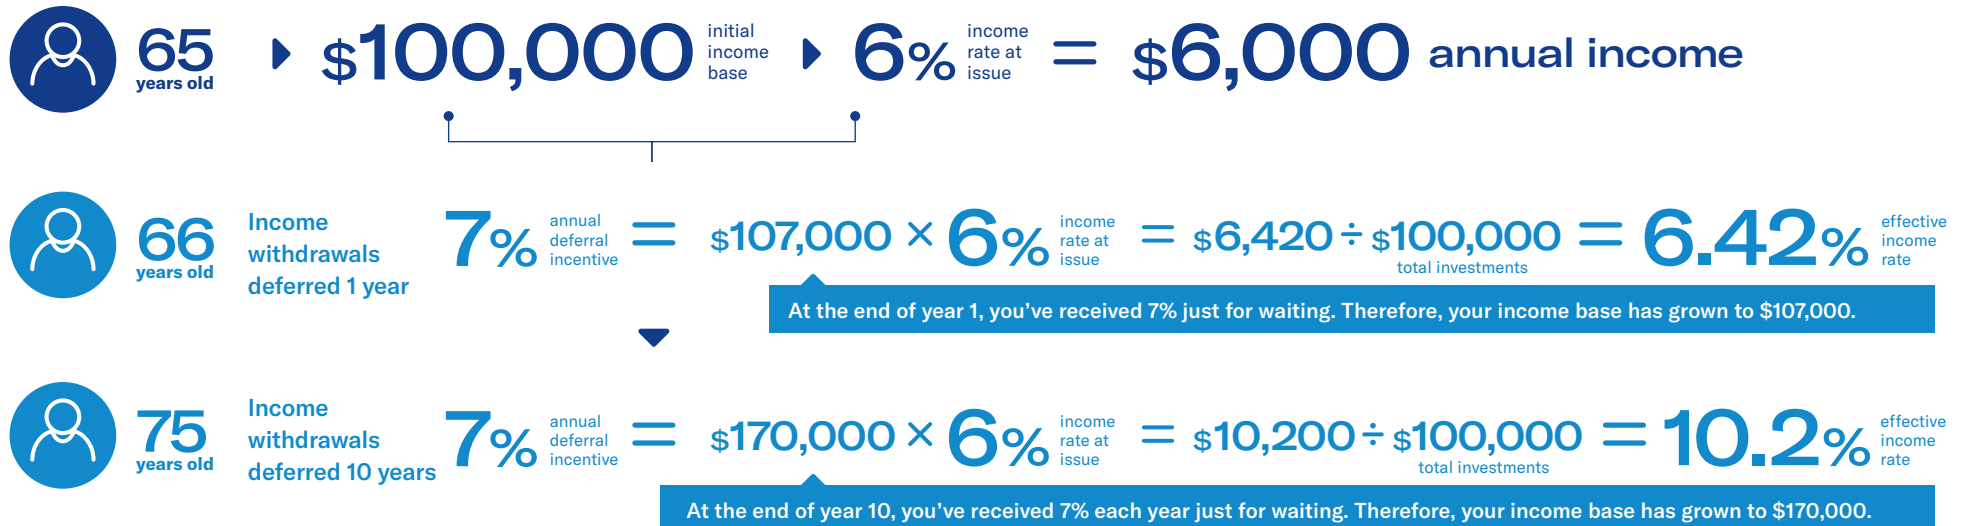 65 years old $100,000 initial income base 6% income rate at issue = $6,000 annual income
66 years old Income withdrawals deferred 1 year 7% annual deferral incentive = $107,000 × 6% income rate at issue = $6,420 ÷ $100,000 total investments = 6.42% effective income rate
At the end of year 1, you’ve received 7% just for waiting. Therefore, your income base has grown to $107,000.
75 years old Income withdrawals deferred 10 years 7% annual deferral incentive = $170,000 × 6% income rate at issue = $10,200 ÷ $100,000 total investments = 10.2% effective income rate
At the end of year 10, you’ve received 7% each year just for waiting. Therefore, your income base has grown to $170,000.